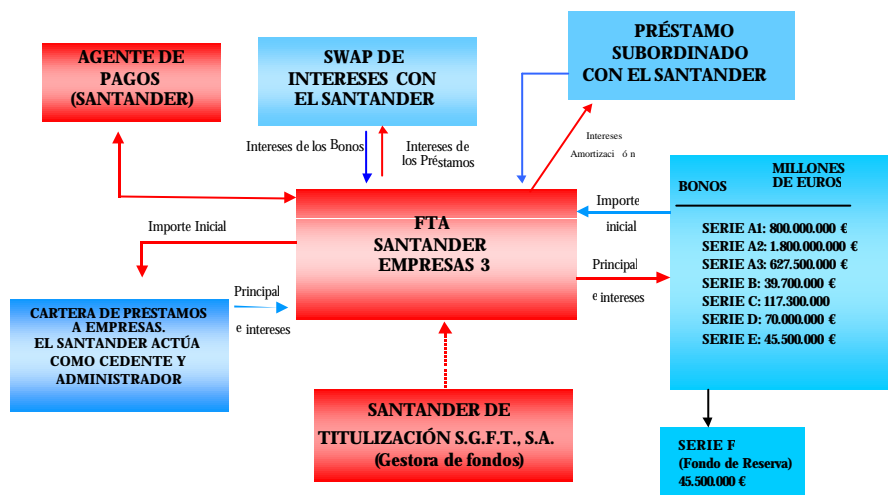 AGENTE DE
PAGOS
(SANTANDER)
SWAP DE
INTERESES CON
EL SANTANDER
PRÉSTAMO
SUBORDINADO
CON EL SANTANDER
Intereses de los Bonos
Intereses de
los Préstamos
Intereses
Amortizaci ó n
BONOS
MILLONES
DE EUROS
SERIE A1: 800.000.000 €
SERIE A2: 1.800.000.000 €
SERIE A3: 627.500.000 €
SERIE B: 39.700.000 €
SERIE C: 117.300.000
SERIE D: 70.000.000 €
SERIE E: 45.500.000 €
Importe
inicial
FTA
SANTANDER
EMPRESAS 3
Importe Inicial
Principal
e intereses
Principal
e intereses
CARTERA DE PRESTAMOS
A EMPRESAS.
EL SANTANDER ACTÚA
COMO CEDENTE Y
ADMINISTRADOR
SANTANDER DE
TITULIZACIÓN S.G.F.T., S.A.
(Gestora de fondos)
SERIE F
(Fondo de Reserva)
45.500.000 €